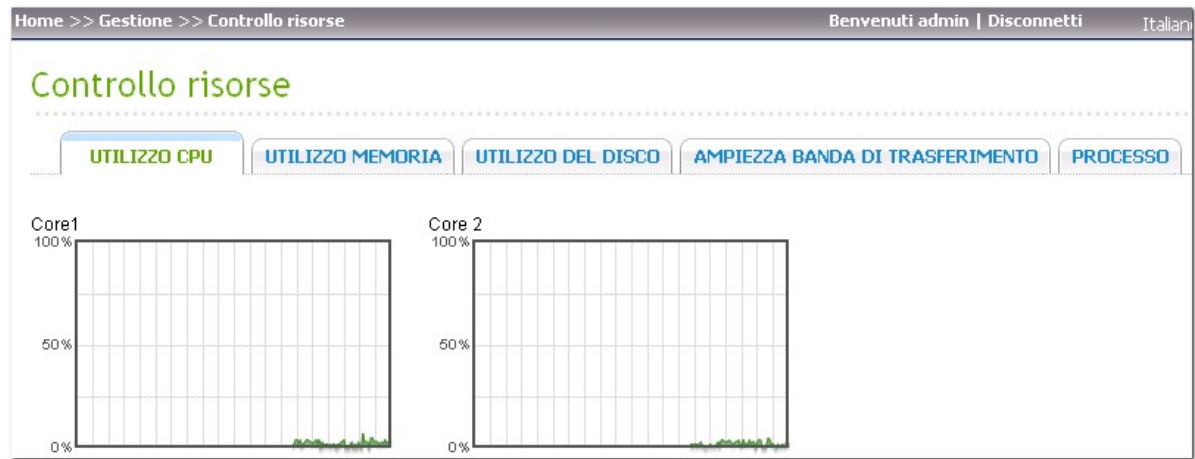 Home >> Gestione >> Controllo risorse Benvenuti admin | Disconnetti Italian
Controllo risorse
UTILIZZO CPU UTILIZZO MEMORIA UTILIZZO DEL DISCO AMPIEZZA BANDA DI TRASFERIMENTO PROCESSO
Core1 Core 2
100% 100%
50% 50%
0% 0%